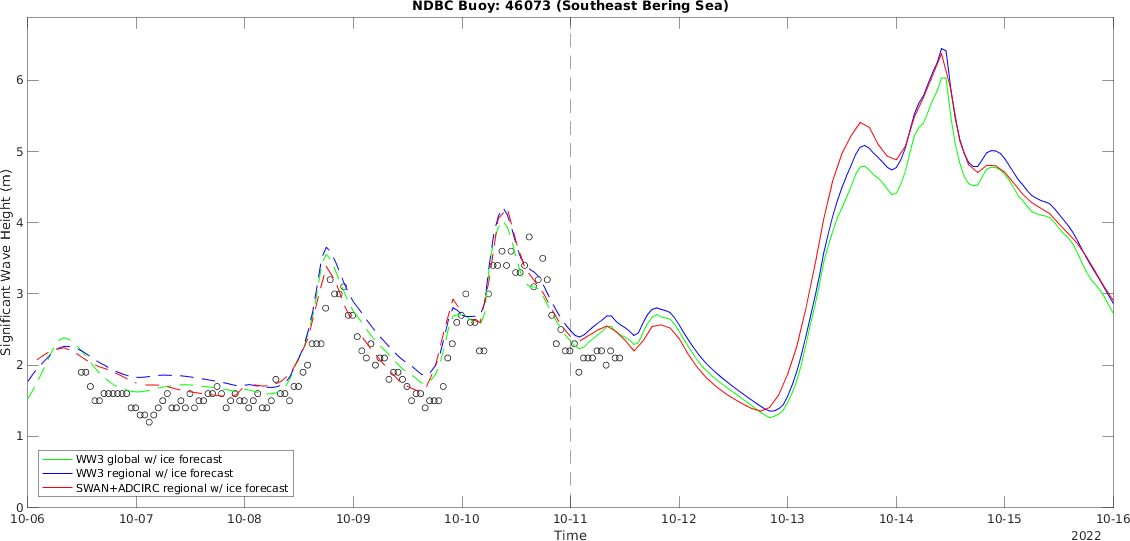 NDBC Buoy: 46073 (Southeast Bering Sea)
Significant Wave Height (m)
6
5
4
3
2
1
0
WW3 global w/ ice forecast
WW3 regional w/ ice forecast
SWAN+ADCIRC regional w/ ice forecast
10-06 10-07 10-08 10-09 10-10 10-11 10-12 10-13 10-14 10-15 10-16
Time
2022